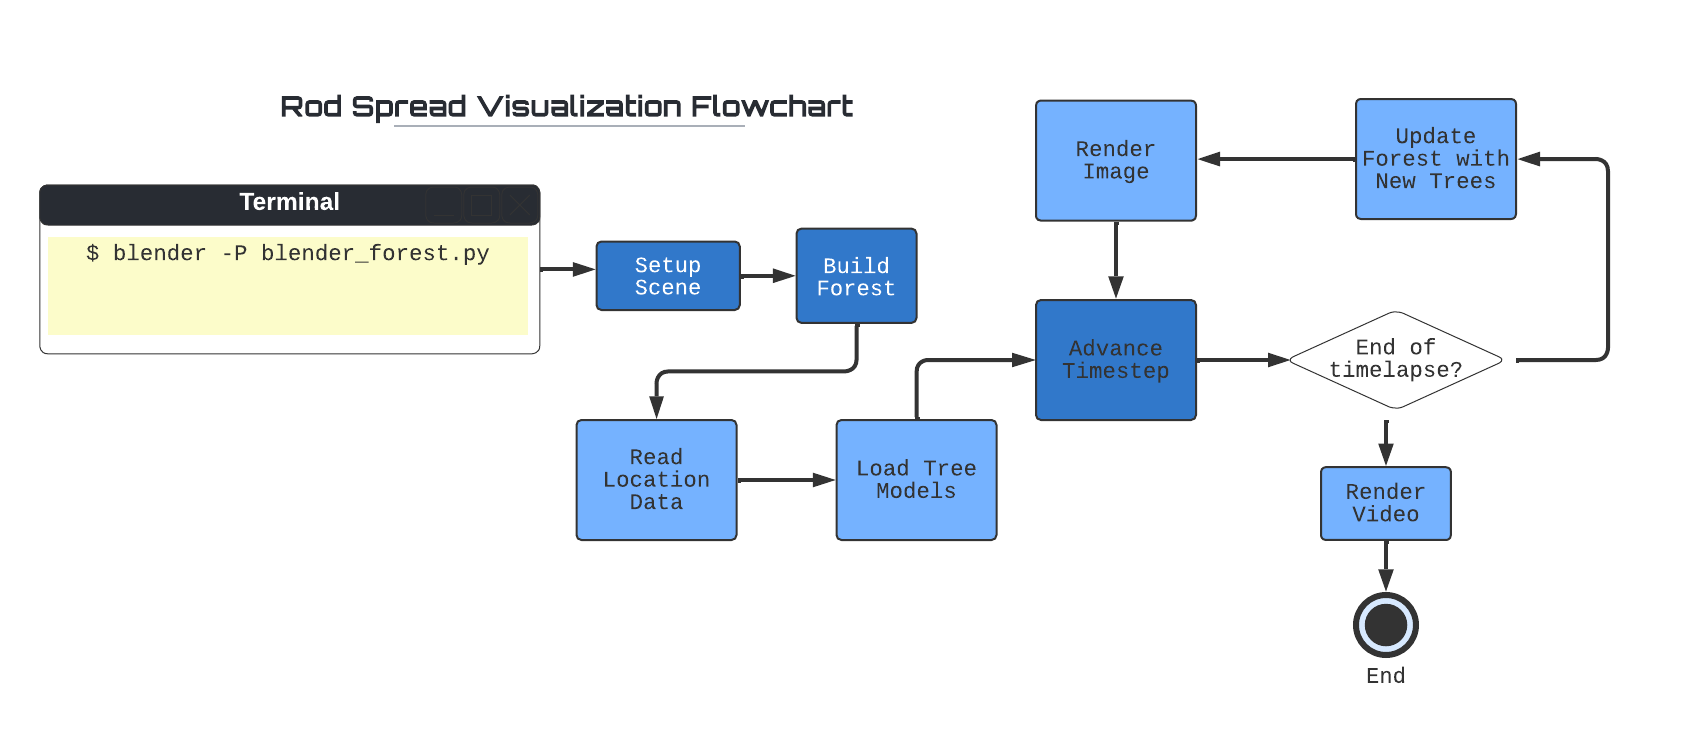 Rod Spread Visualization Flowchart
Terminal
$ blender -P blender_forest.py
Setup
Scene
Build
Forest
Read
Location
Data
Load Tree
Models
Advance
Timestep
End of
timelapse?
Update
Forest with
New Trees
Render
Image
Render
Video
End